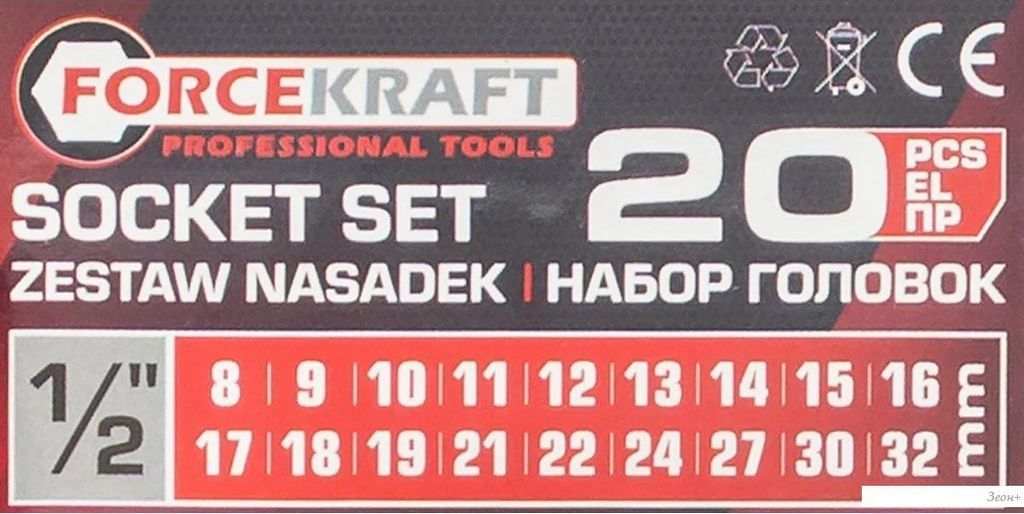 FORCEKRAFT
PROFESSIONAL TOOLS
CE
SOCKET SET
20 PCS
EL
ПР
ZESTAW NASADEK | НАБОР ГОЛОВОК
1/2"
8 | 9 | 10 | 11 | 12 | 13 | 14 | 15 | 16
17 | 18 | 19 | 21 | 22 | 24 | 27 | 30 | 32
mm
Згон+